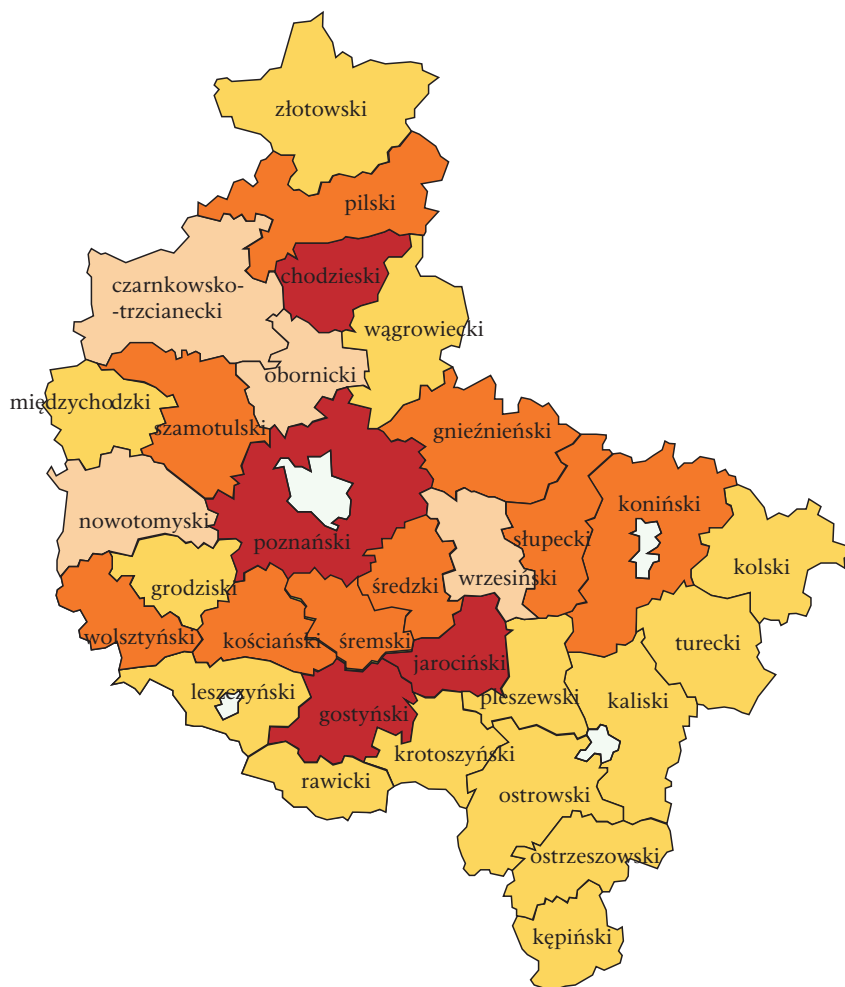 złotowski
pilski
chodzieski
czarnkowsko-
-trzcianecki
wągrowiecki
obornicki
międzychodzki
szamotulski
gnieźnieński
koniński
nowotomyski
poznański
słupecki
kolski
średzki
wrzesiński
grodziski
wolsztyński
kościański
śremski
turecki
jarociński
leszczyński
pleszewski
kaliski
gostyński
krotoszyński
rawicki
ostrowski
ostrzeszowski
kępiński